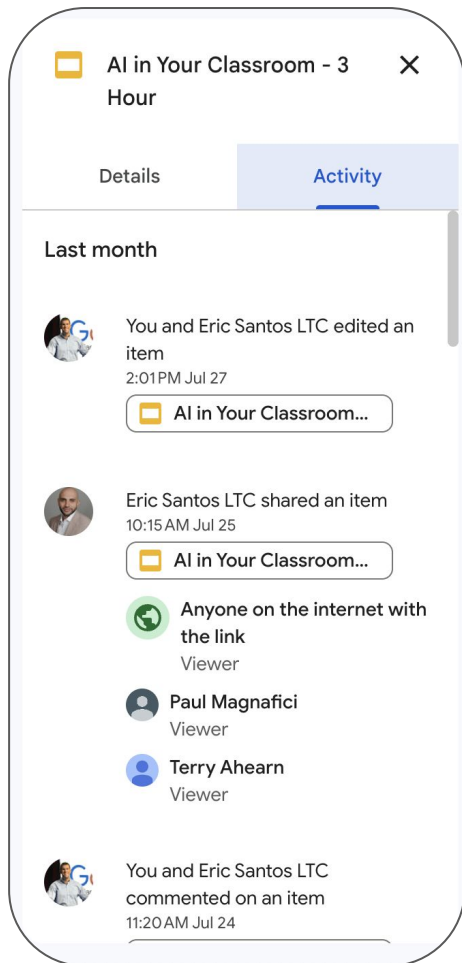 AI in Your Classroom - 3
Hour
Details
Activity
Last month
You and Eric Santos LTC edited an
item
2:01 PM Jul 27
AI in Your Classroom...
Eric Santos LTC shared an item
10:15 AM Jul 25
AI in Your Classroom...
Anyone on the internet with
the link
Viewer
Paul Magnafici
Viewer
Terry Ahearn
Viewer
You and Eric Santos LTC
commented on an item
11:20 AM Jul 24